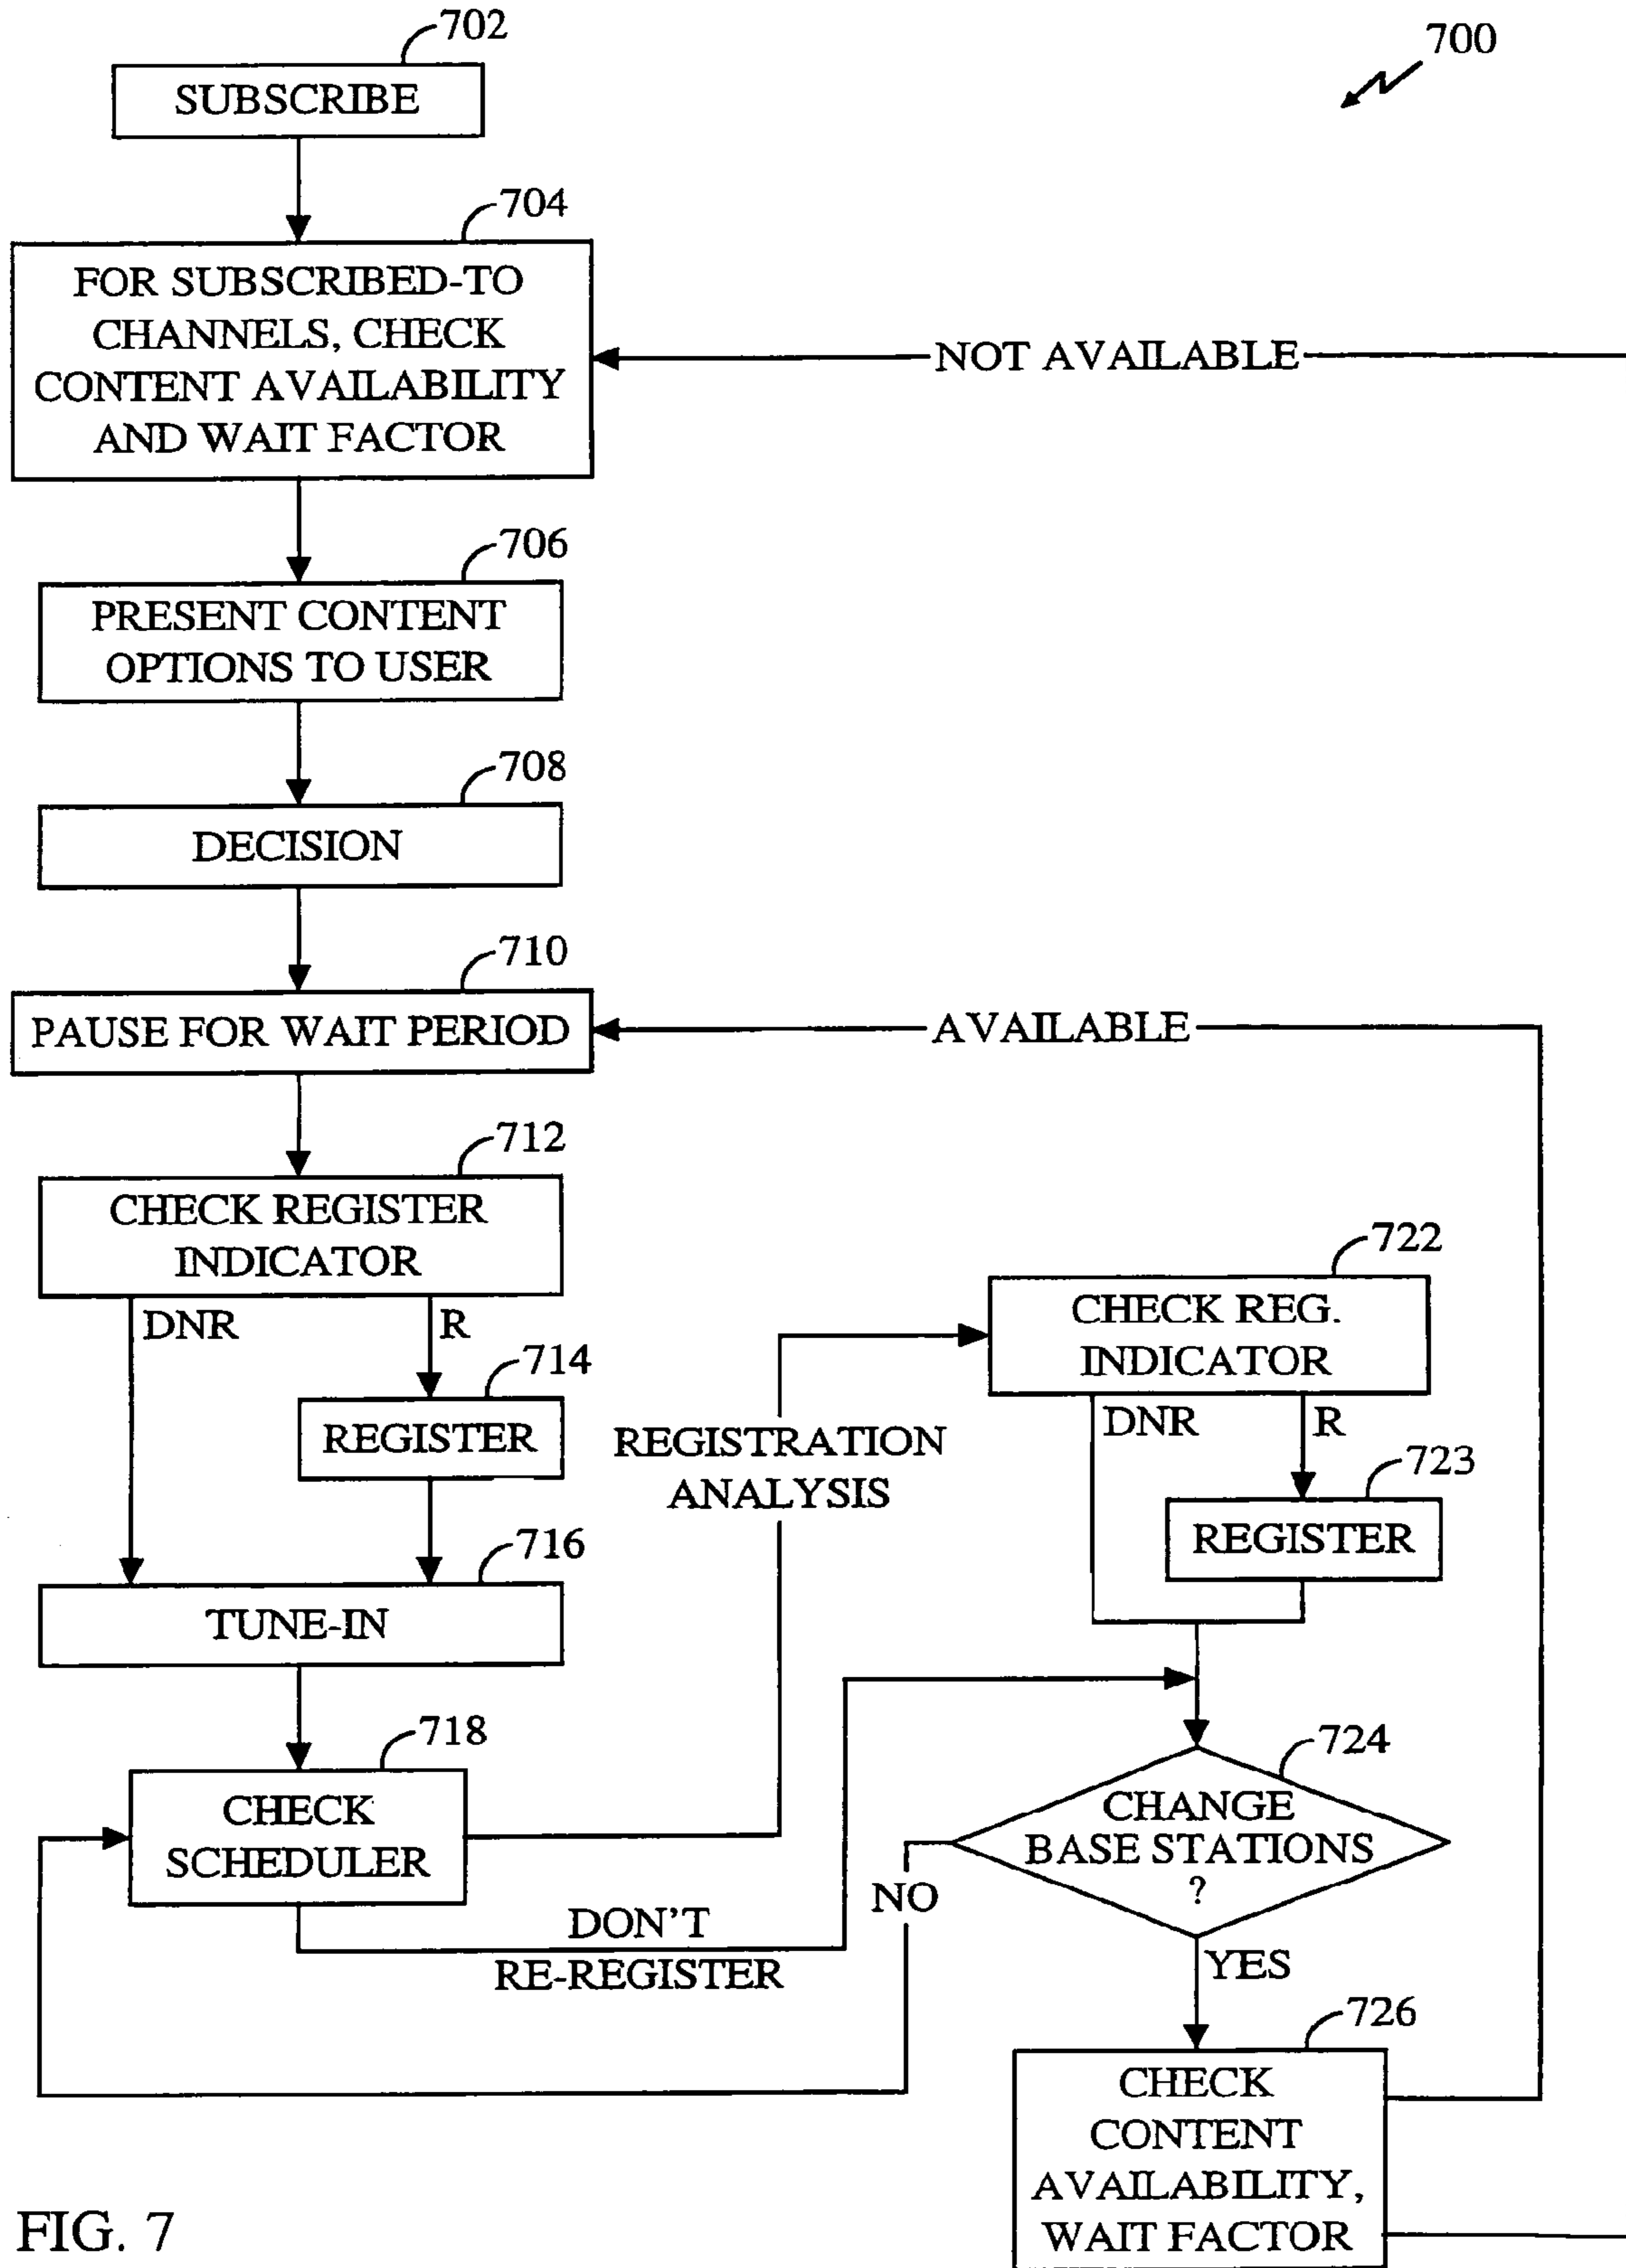 702
700
SUBSCRIBE
704
FOR SUBSCRIBED-TO
CHANNELS, CHECK
CONTENT AVAILABILITY
AND WAIT FACTOR
NOT AVAILABLE
706
PRESENT CONTENT
OPTIONS TO USER
708
DECISION
710
PAUSE FOR WAIT PERIOD
AVAILABLE
712
CHECK REGISTER
INDICATOR
DNR
R
714
REGISTER
716
TUNE-IN
718
CHECK
SCHEDULER
REGISTRATION
ANALYSIS
DON'T
RE-REGISTER
722
CHECK REG.
INDICATOR
DNR
R
723
REGISTER
724
CHANGE
BASE STATIONS
?
NO
YES
726
CHECK
CONTENT
AVAILABILITY,
WAIT FACTOR
FIG. 7